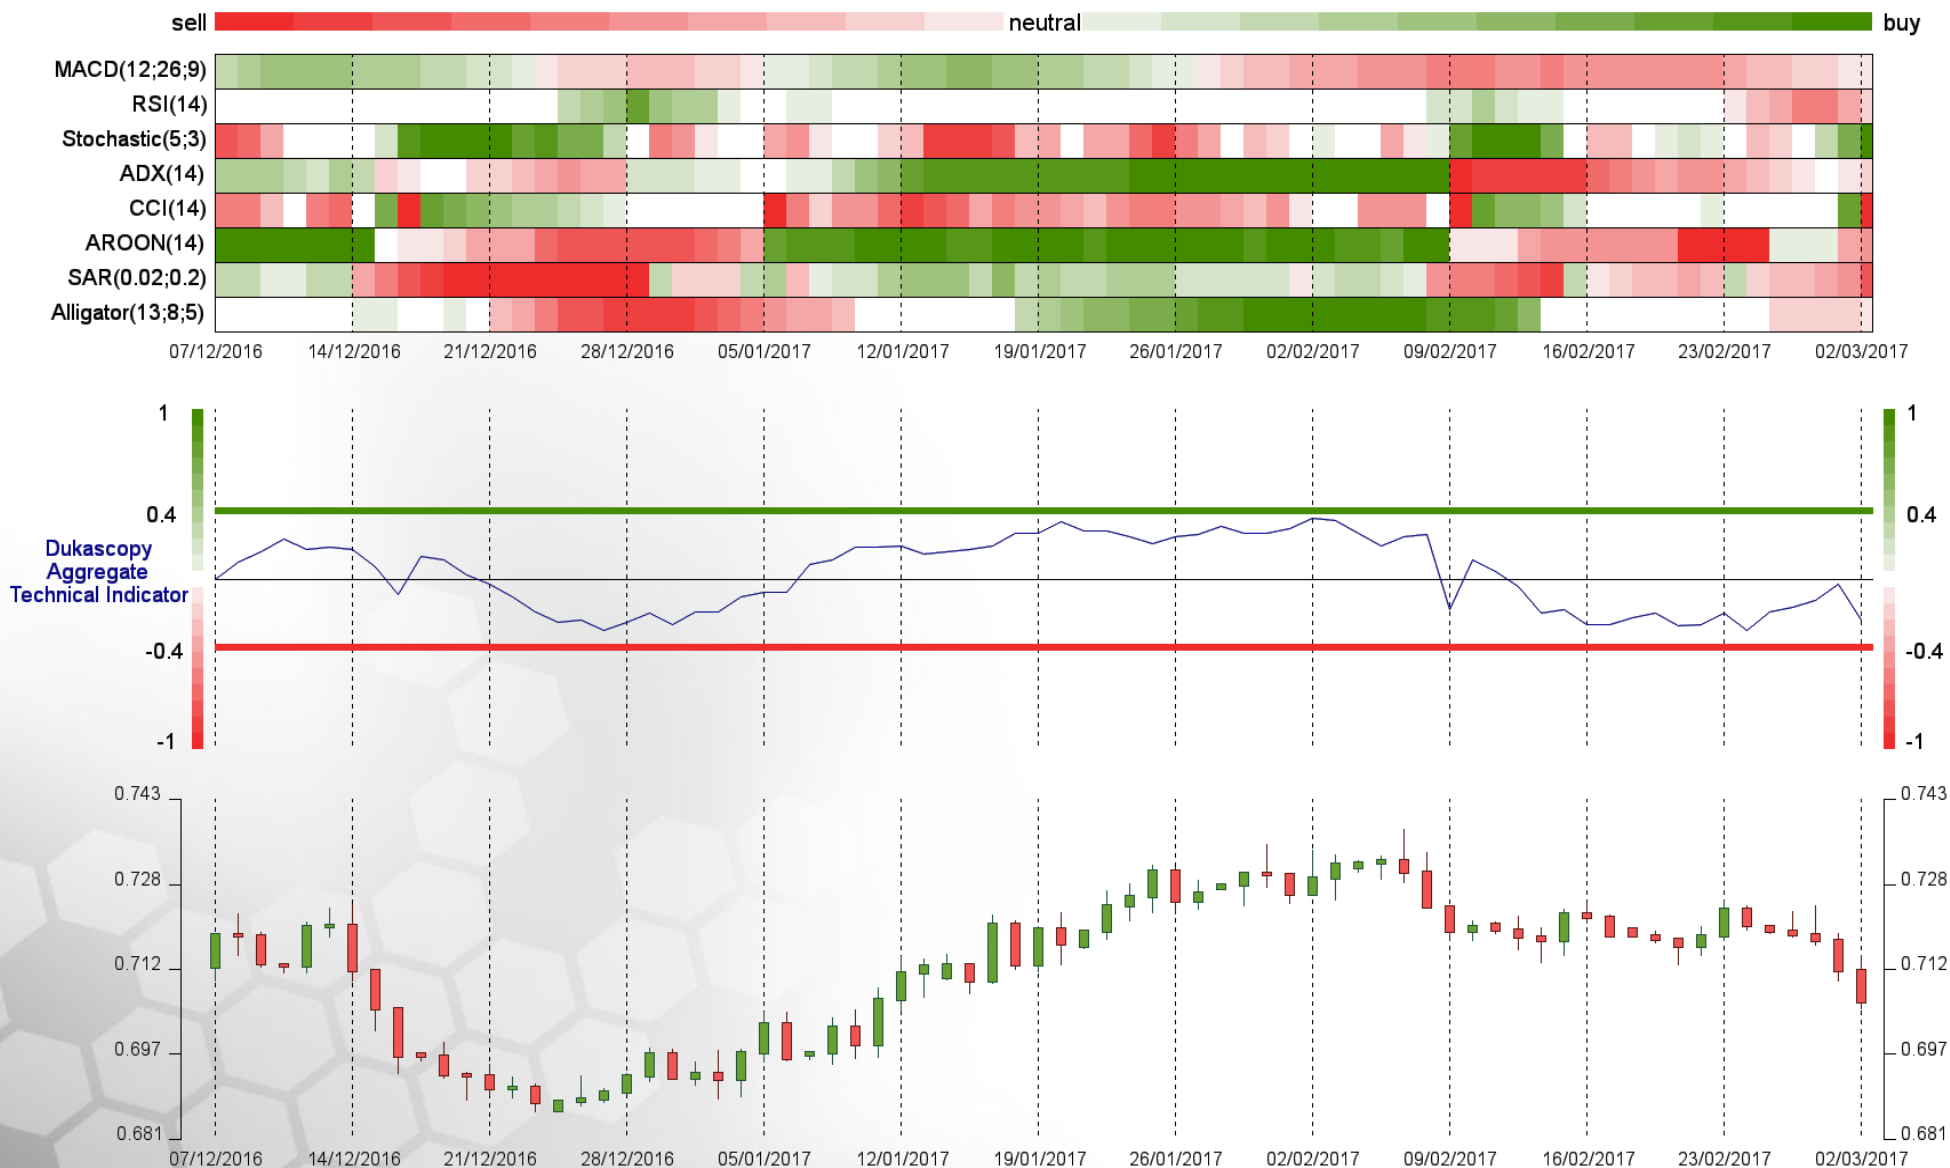 sell neutral buy
MACD(12;26;9)
RSI(14)
Stochastic(5;3)
ADX(14)
CCI(14)
AROON(14)
SAR(0.02;0.2)
Alligator(13;8;5)
07/12/2016 14/12/2016 21/12/2016 28/12/2016 05/01/2017 12/01/2017 19/01/2017 26/01/2017 02/02/2017 09/02/2017 16/02/2017 23/02/2017 02/03/2017
1 1
0.4 0.4
Dukascopy
Aggregate
Technical Indicator
-0.4 -0.4
-1 -1
0.743 0.743
0.728 0.728
0.712 0.712
0.697 0.697
0.681 0.681
07/12/2016 14/12/2016 21/12/2016 28/12/2016 05/01/2017 12/01/2017 19/01/2017 26/01/2017 02/02/2017 09/02/2017 16/02/2017 23/02/2017 02/03/2017